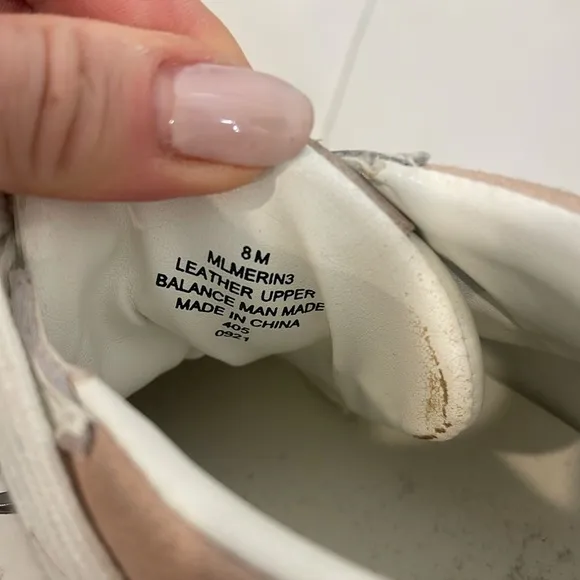 8 M
MLMERIN3
LEATHER UPPER
BALANCE MAN MADE
MADE IN CHINA
405
0921